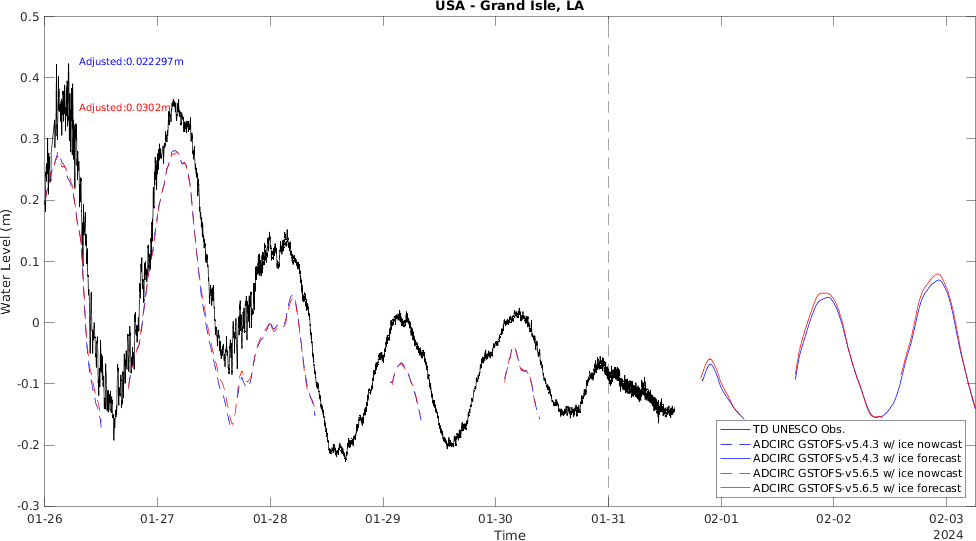 USA - Grand Isle, LA
0.5
0.4
0.3
0.2
0.1
0
-0.1
-0.2
-0.3
Water Level (m)
Adjusted:0.022297m
Adjusted:0.0302m
TD UNESCO Obs.
ADCIRC GSTOFS-v5.4.3 w/ ice nowcast
ADCIRC GSTOFS-v5.4.3 w/ ice forecast
ADCIRC GSTOFS-v5.6.5 w/ ice nowcast
ADCIRC GSTOFS-v5.6.5 w/ ice forecast
01-26 01-27 01-28 01-29 01-30 01-31 02-01 02-02 02-03
Time
2024